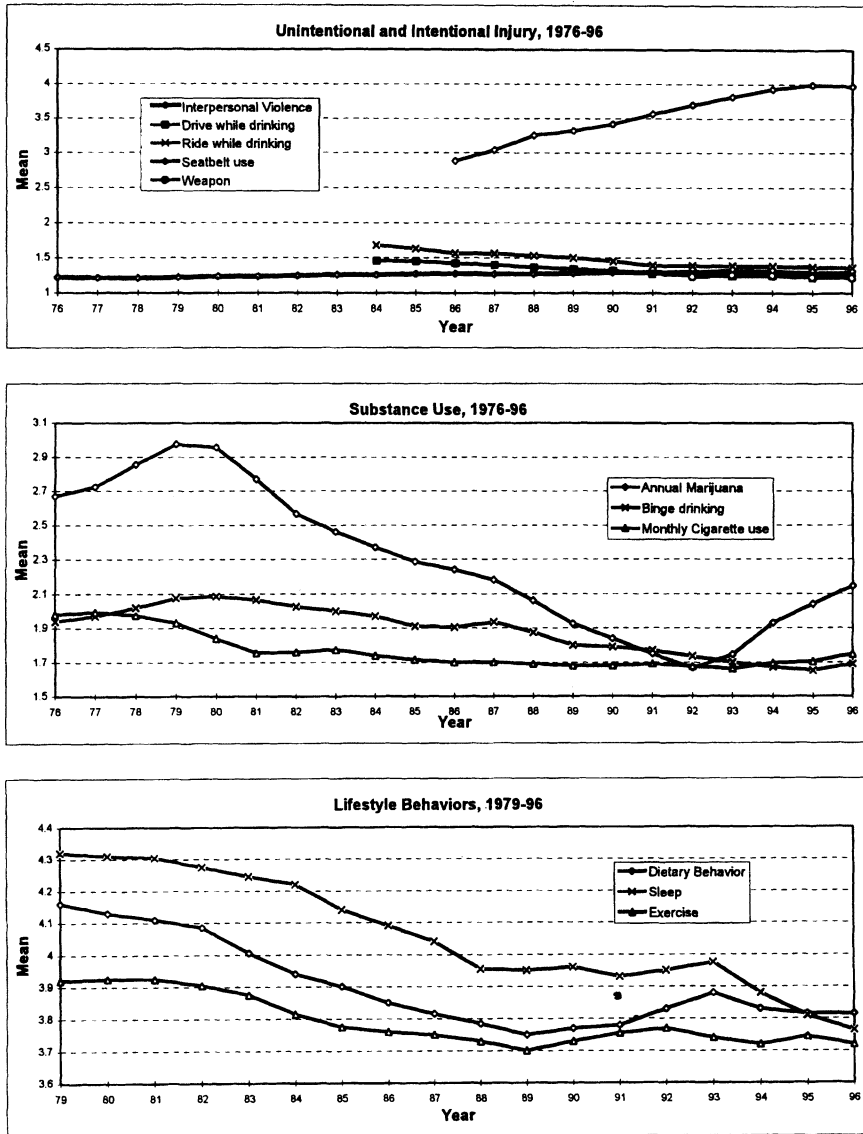 Unintentional and Intentional Injury, 1976-96
4.5
4
3.5
3
2.5
2
1.5
1
Mean
Interpersonal Violence
Drive while drinking
Ride while drinking
Seatbelt use
Weapon
76 77 78 79 80 81 82 83 84 85 86 87 88 89 90 91 92 93 94 95 96
Year
Substance Use, 1976-96
3.1
2.9
2.7
2.5
2.3
2.1
1.9
1.7
1.5
Mean
Annual Marijuana
Binge drinking
Monthly Cigarette use
76 77 78 79 80 81 82 83 84 85 86 87 88 89 90 91 92 93 94 95 96
Year
Lifestyle Behaviors, 1979-96
4.4
4.3
4.2
4.1
4
3.9
3.8
3.7
3.6
Mean
Dietary Behavior
Sleep
Exercise
79 80 81 82 83 84 85 86 87 88 89 90 91 92 93 94 95 96
Year